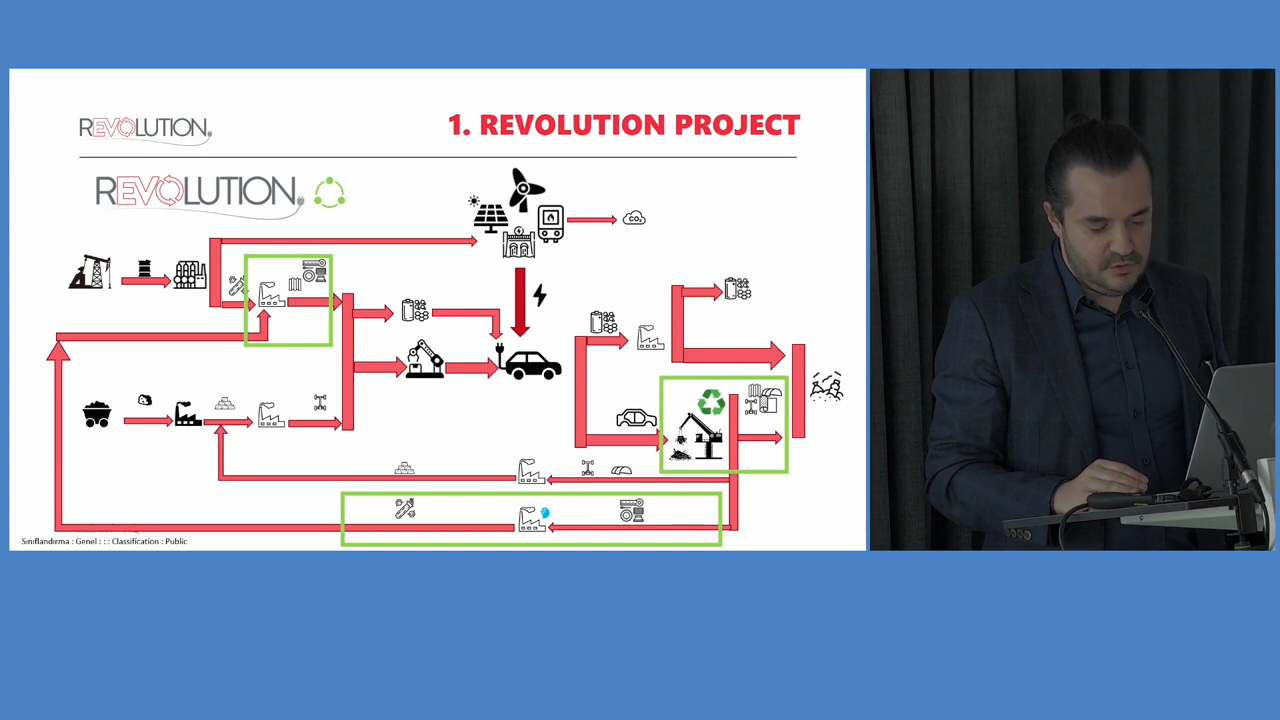 REVOLUTION
1. REVOLUTION PROJECT
REVOLUTION
CO₂
Sınıflandırma : Genel : : : Classification : Public